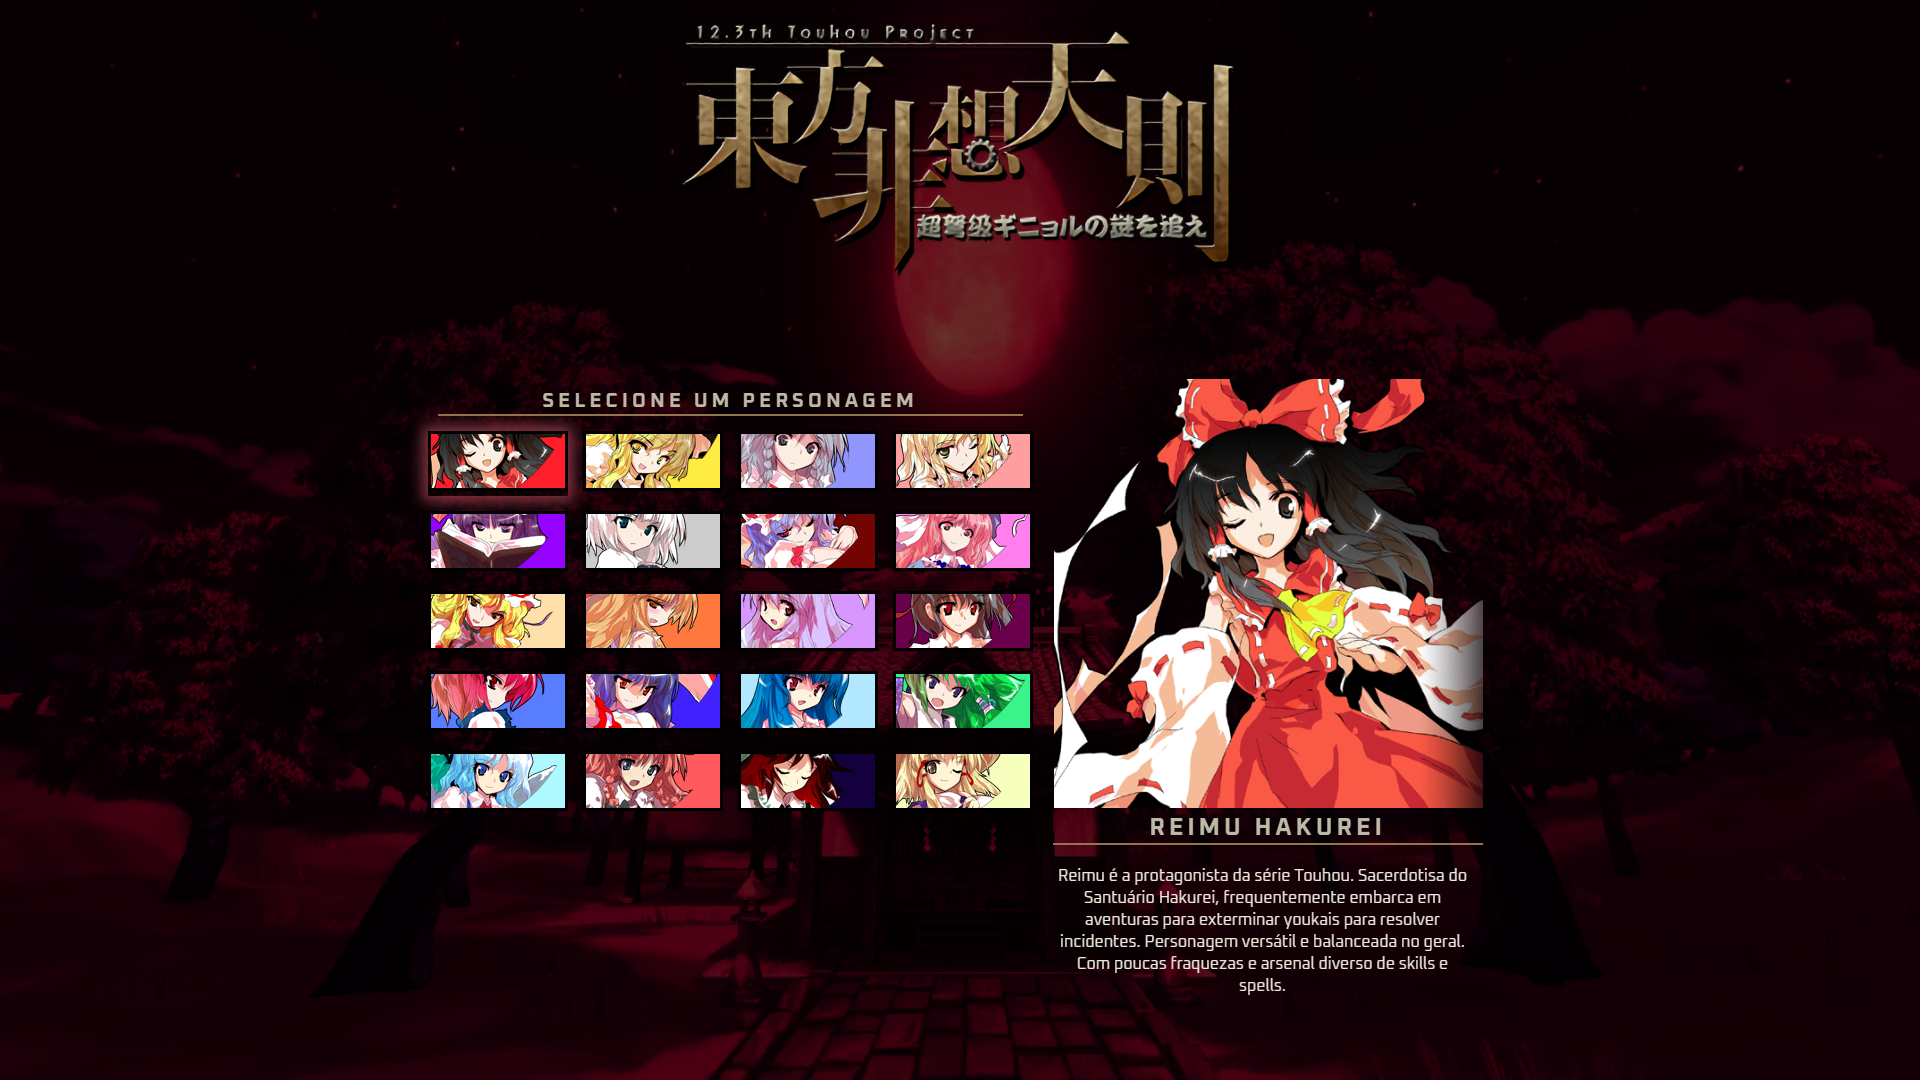 12.3th Touhou Project
東方非想天則
超弩級ギニョルの謎を追え
SELECIONE UM PERSONAGEM
REIMU HAKUREI
Reimu é a protagonista da série Touhou. Sacerdotisa do
Santuário Hakurei, frequentemente embarca em
aventuras para exterminar youkais para resolver
incidentes. Personagem versátil e balanceada no geral.
Com poucas fraquezas e arsenal diverso de skills e
spells.